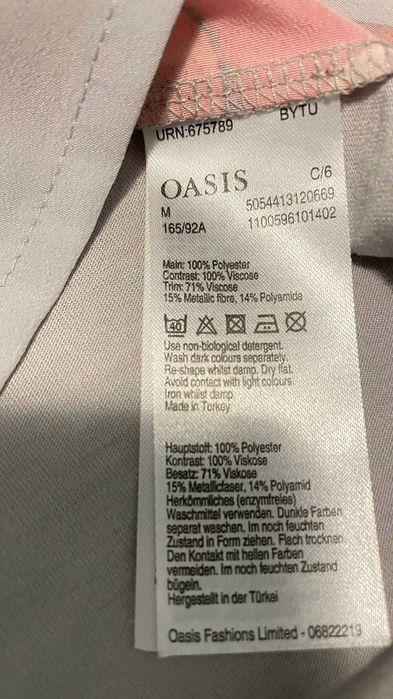 URN:675789 BYTU
OASIS C/6
M 5054413120669
165/92A 1100596101402
Main: 100% Polyester
Contrast: 100% Viscose
Trim: 71% Viscose
15% Metallic fibre, 14% Polyamide
40
Use non-biological detergent.
Wash dark colours separately.
Re-shape whilst damp. Dry flat.
Avoid contact with light colours.
Iron whilst damp.
Made in Turkey
Hauptstoff: 100% Polyester
Kontrast: 100% Viskose
Besatz: 71% Viskose
15% Metallicfaser, 14% Polyamid
Herkömmliches (enzymfreies)
Waschmittel verwenden. Dunkle Farben
separat waschen. Im noch feuchten
Zustand in Form ziehen. Flach trocknen.
Den Kontakt mit hellen Farben
vermeiden. Im noch feuchten Zustand
bügeln.
Hergestellt in der Türkei
Oasis Fashions Limited - 06822219